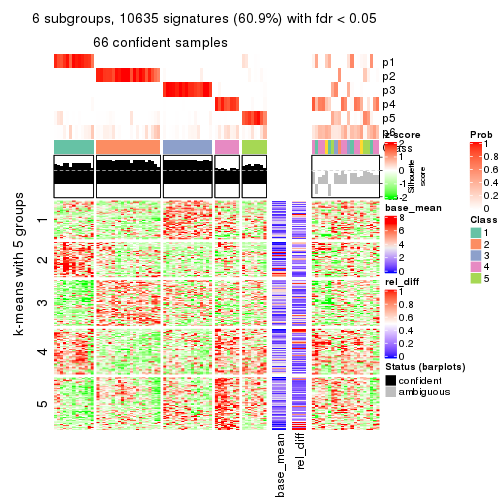 6 subgroups, 10635 signatures (60.9%) with fdr < 0.05
66 confident samples
p1
p2
p3
p4
p5
p6
Class
Silhouette
score
k-means with 5 groups
1
2
3
4
5
base_mean
rel_diff
z-score
2
1
0
-1
-2
base_mean
8
6
4
2
0
rel_diff
1
0.8
0.6
0.4
0.2
0
Status (barplots)
confident
ambiguous
Prob
1
0.8
0.6
0.4
0.2
0
Class
1
2
3
4
5